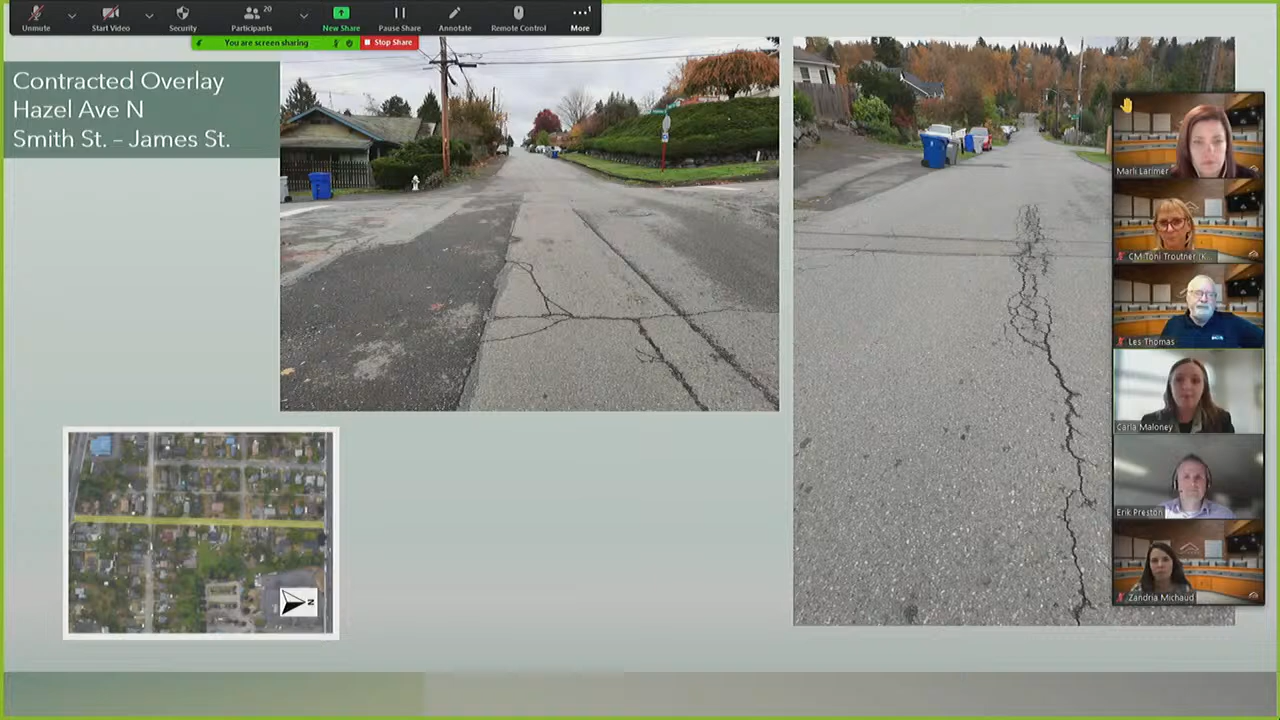 20
1
Unmute
Start Video
Security
Participants
New Share
Pause Share
Annotate
Remote Control
More
You are screen sharing
Stop Share
Contracted Overlay
Hazel Ave N
Smith St. – James St.
Marli Larimer
CM Toni Troutner (K
Les Thomas
Carla Maloney
Erik Preston
Zandria Michaud
N